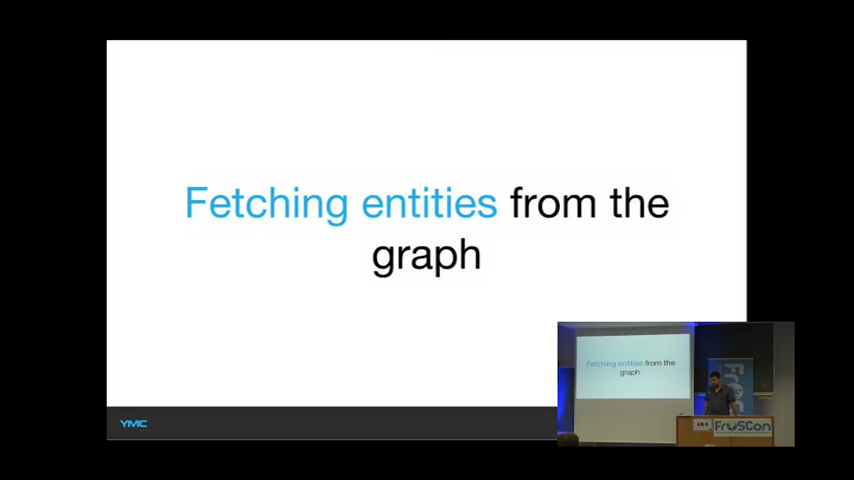 Fetching entities from the
graph
YMC
Fetching entities from the
graph
FrOSCon